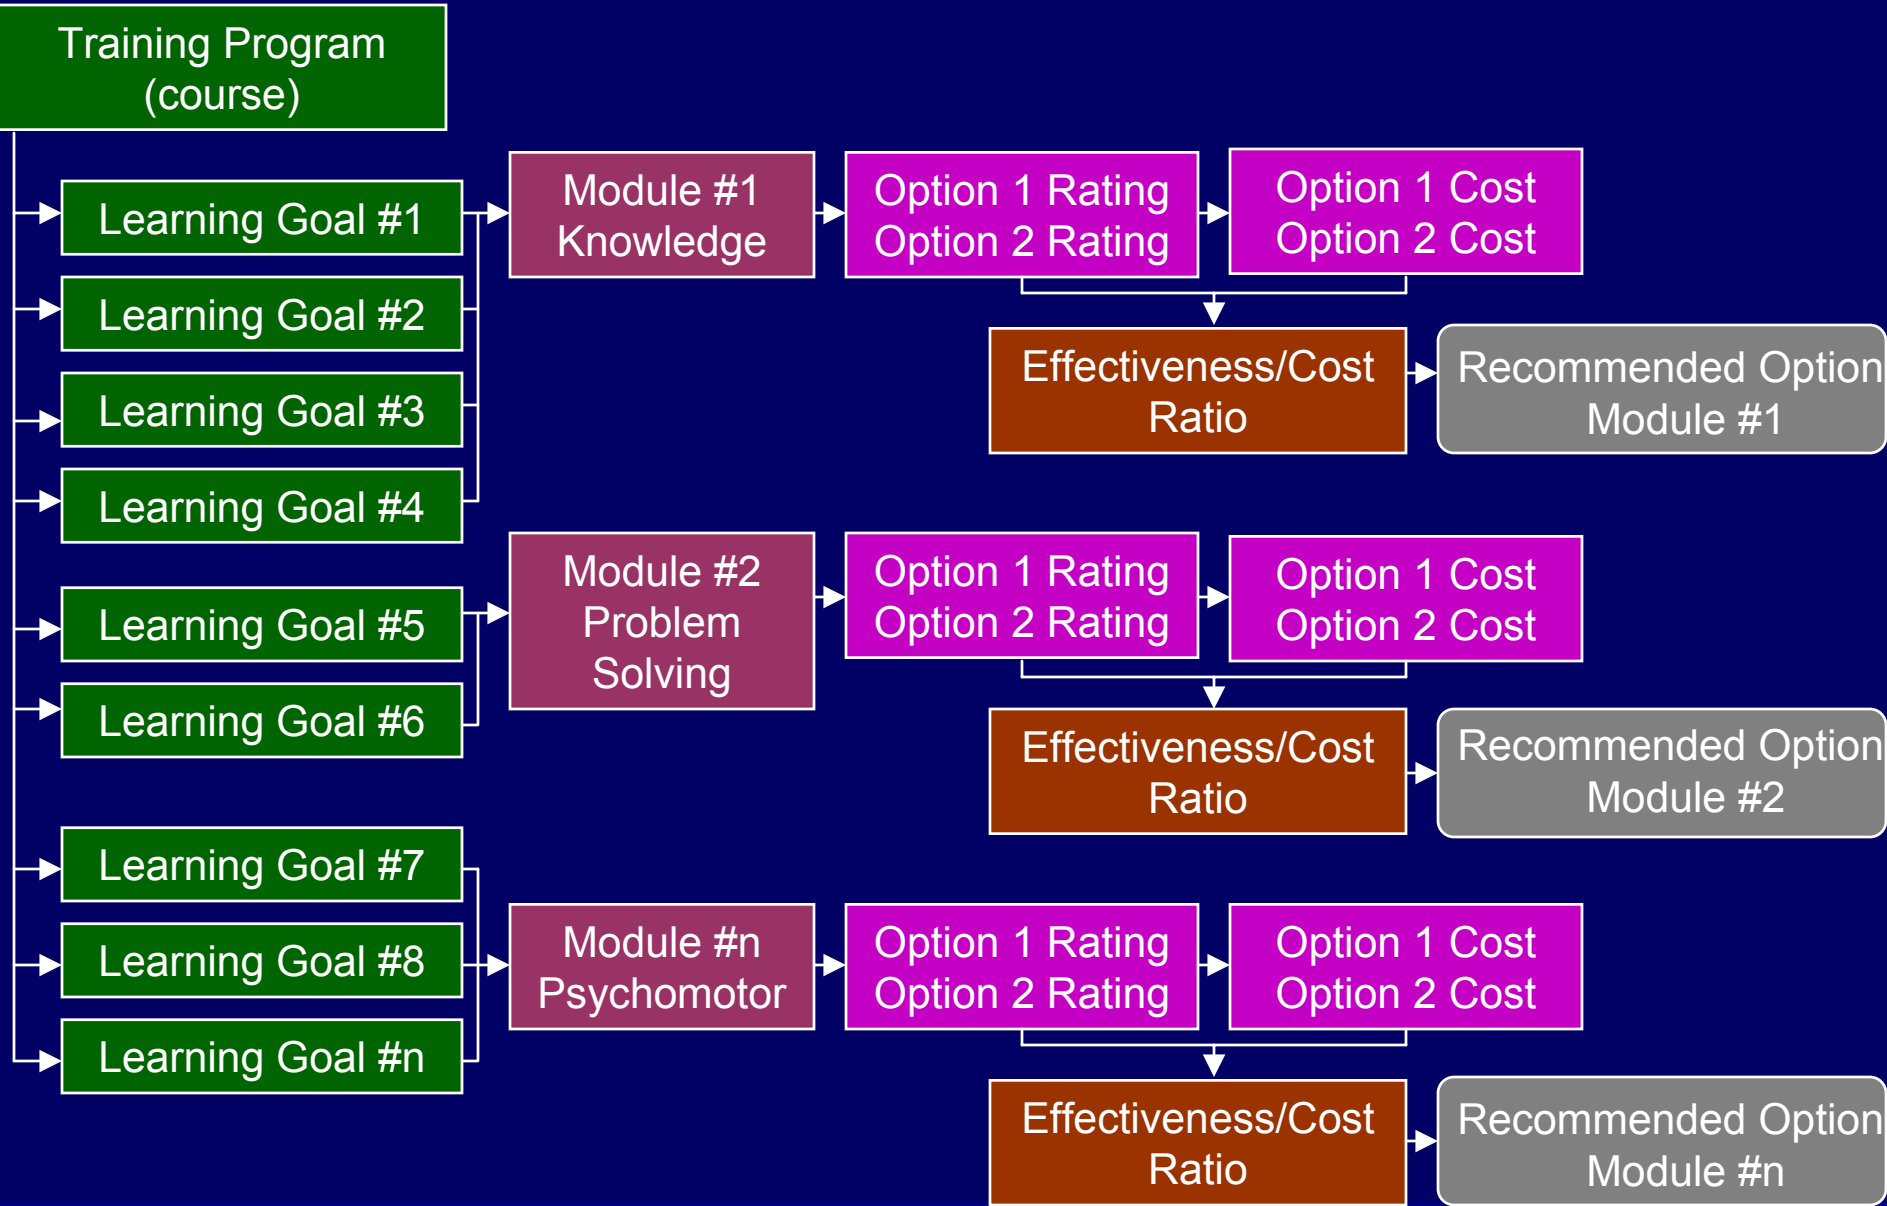 Training Program
(course)
Learning Goal #1
Learning Goal #2
Learning Goal #3
Learning Goal #4
Module #1
Knowledge
Option 1 Rating
Option 2 Rating
Option 1 Cost
Option 2 Cost
Effectiveness/Cost
Ratio
Recommended Option
Module #1
Learning Goal #5
Learning Goal #6
Module #2
Problem
Solving
Option 1 Rating
Option 2 Rating
Option 1 Cost
Option 2 Cost
Effectiveness/Cost
Ratio
Recommended Option
Module #2
Learning Goal #7
Learning Goal #8
Learning Goal #n
Module #n
Psychomotor
Option 1 Rating
Option 2 Rating
Option 1 Cost
Option 2 Cost
Effectiveness/Cost
Ratio
Recommended Option
Module #n